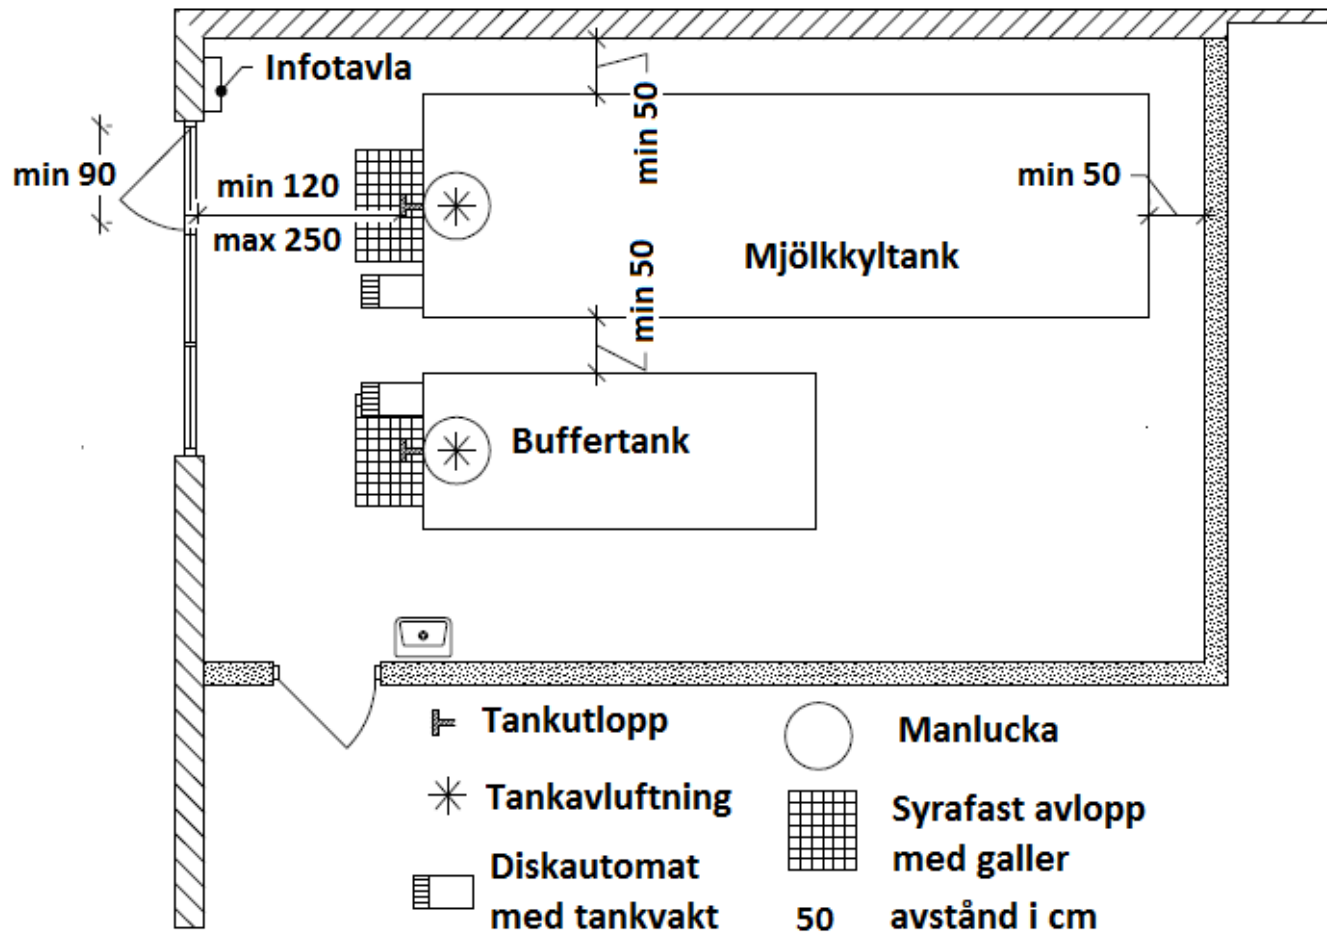 Infotavla
min 50
min 90
min 120
max 250
min 50
Mjölkkyltank
min 50
Buffertank
Tankutlopp
Manlucka
Tankavluftning
Syrafast avlopp
med galler
Diskautomat
med tankvakt
50
avstånd i cm